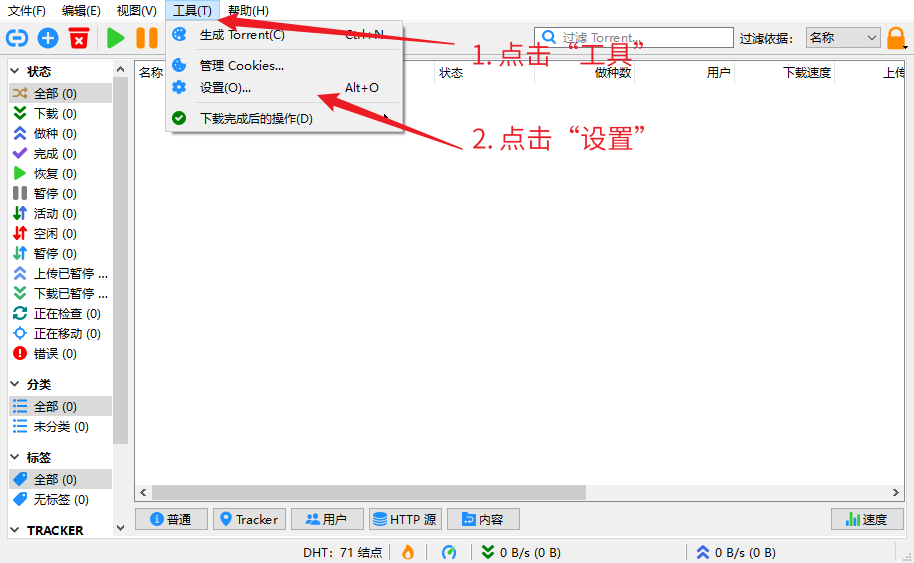 文件(F) 编辑(E) 视图(V) 工具(T) 帮助(H)
过滤 Torrent... 过滤依据: 名称
生成 Torrent(C) Ctrl+N
管理 Cookies...
设置(O)... Alt+O
下载完成后的操作(D)
1. 点击“工具”
2. 点击“设置”
名称 状态 做种数 用户 下载速度 上传
状态
全部 (0)
下载 (0)
做种 (0)
完成 (0)
恢复 (0)
暂停 (0)
活动 (0)
空闲 (0)
暂停 (0)
上传已暂停 ...
下载已暂停 ...
正在检查 (0)
正在移动 (0)
错误 (0)
分类
全部 (0)
未分类 (0)
标签
全部 (0)
无标签 (0)
TRACKER
普通 Tracker 用户 HTTP 源 内容 速度
DHT：71 结点 0 B/s (0 B) 0 B/s (0 B)